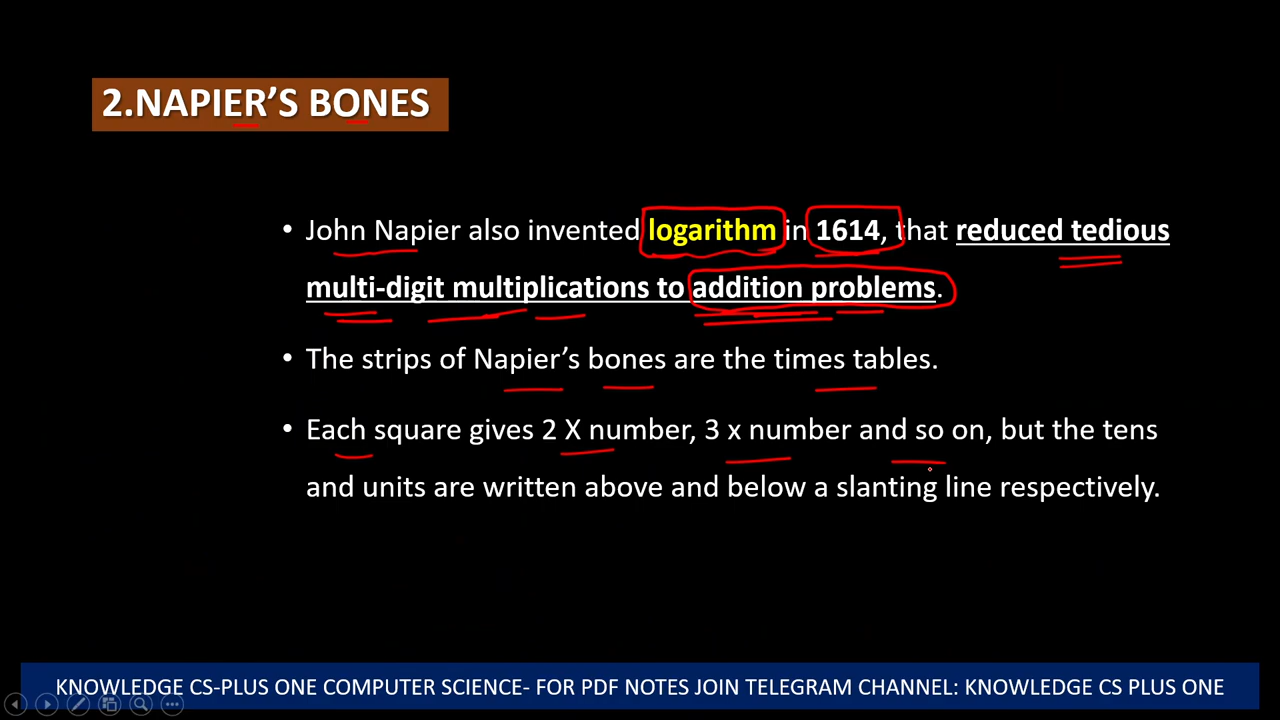 2.NAPIER’S BONES
• John Napier also invented logarithm in 1614, that reduced tedious
multi-digit multiplications to addition problems.
• The strips of Napier’s bones are the times tables.
• Each square gives 2 X number, 3 x number and so on, but the tens
and units are written above and below a slanting line respectively.
KNOWLEDGE CS-PLUS ONE COMPUTER SCIENCE- FOR PDF NOTES JOIN TELEGRAM CHANNEL: KNOWLEDGE CS PLUS ONE